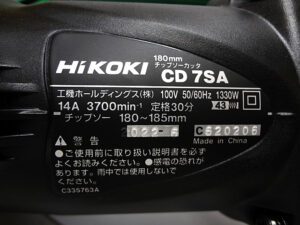 180mm
HiKOKI チップソーカッタ
CD 7SA
工機ホールディングス(株) 100V 50/60Hz 1330W
14A 3700min⁻¹ 定格30分 43
チップソー 180～185mm
022-6 C520206
警告 Made in China
●ご使用前に取り扱い説明書を必ず
よくお読みください。●感電の恐れが
あります。雨中では使用しないで
ください。
C335763A